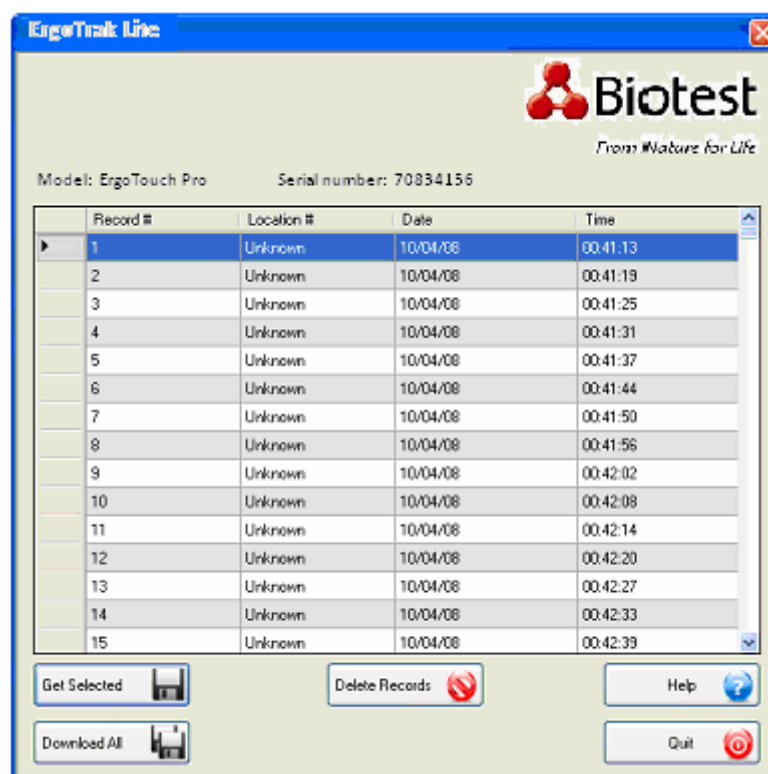 ErgoTrak Lite
Biotest
From Nature for Life
Model: ErgoTouch Pro Serial number: 70834156
Record # Location # Date Time
1 Unknown 10/04/08 00:41:13
2 Unknown 10/04/08 00:41:19
3 Unknown 10/04/08 00:41:25
4 Unknown 10/04/08 00:41:31
5 Unknown 10/04/08 00:41:37
6 Unknown 10/04/08 00:41:44
7 Unknown 10/04/08 00:41:50
8 Unknown 10/04/08 00:41:56
9 Unknown 10/04/08 00:42:02
10 Unknown 10/04/08 00:42:08
11 Unknown 10/04/08 00:42:14
12 Unknown 10/04/08 00:42:20
13 Unknown 10/04/08 00:42:27
14 Unknown 10/04/08 00:42:33
15 Unknown 10/04/08 00:42:39
Get Selected Delete Records Help
Download All Quit